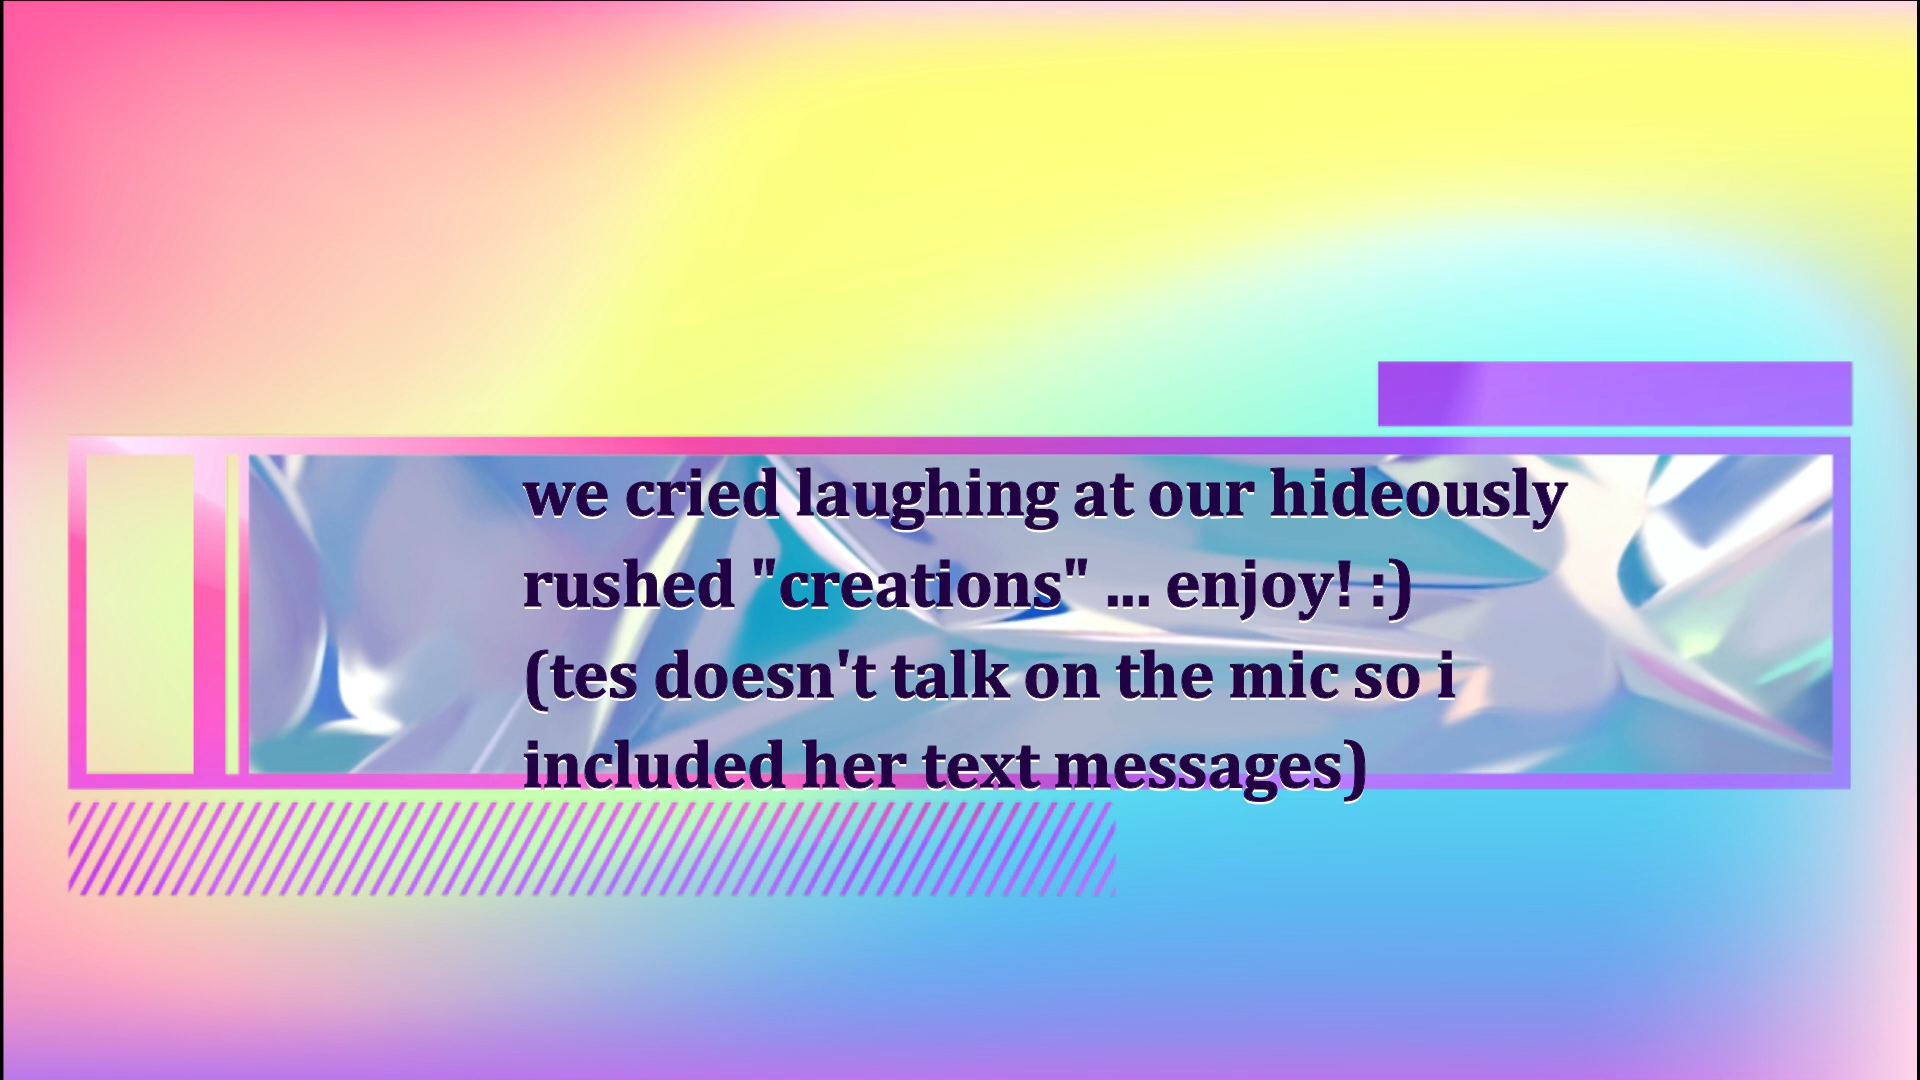 we cried laughing at our hideously
rushed "creations" ... enjoy! :)
(tes doesn't talk on the mic so i
included her text messages)